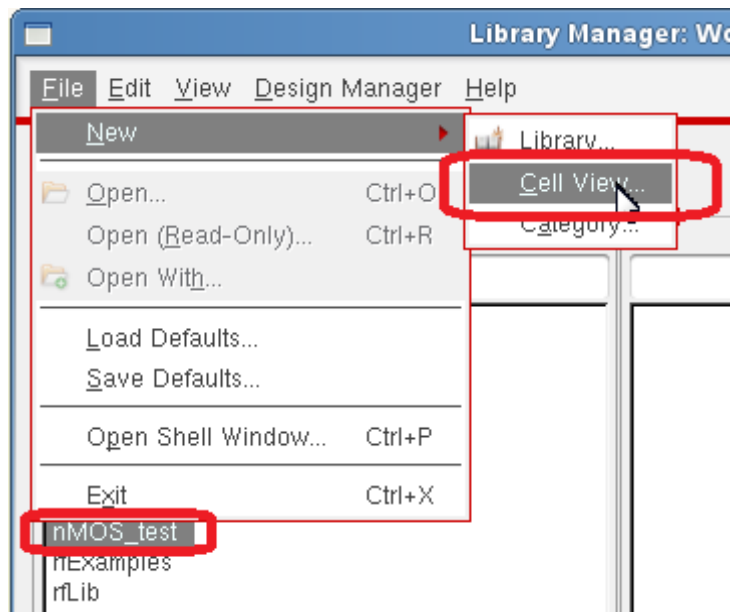 Library Manager: Wo
File Edit View Design Manager Help
New
Library...
Cell View...
Category...
Open... Ctrl+O
Open (Read-Only)... Ctrl+R
Open With...
Load Defaults...
Save Defaults...
Open Shell Window... Ctrl+P
Exit Ctrl+X
nMOS_test
rfExamples
rfLib